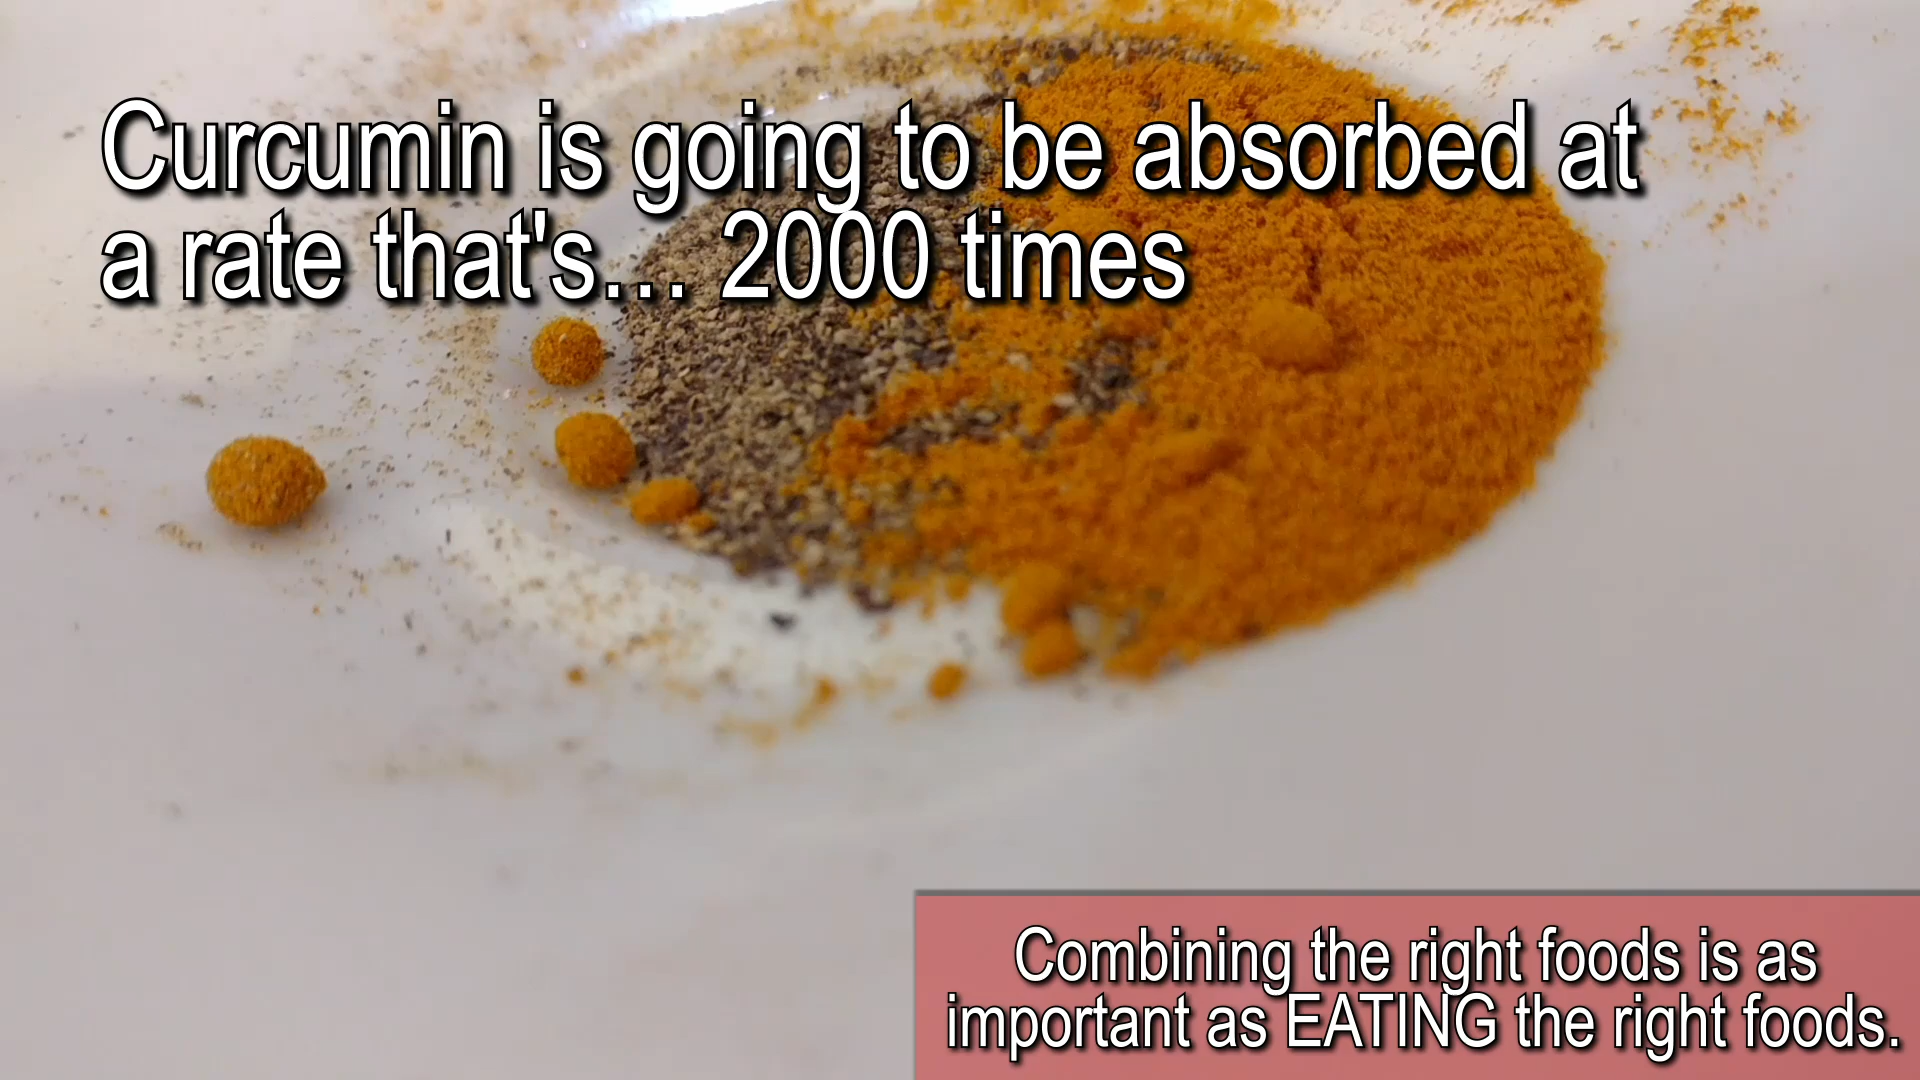 Curcumin is going to be absorbed at
a rate that's... 2000 times
Combining the right foods is as
important as EATING the right foods.